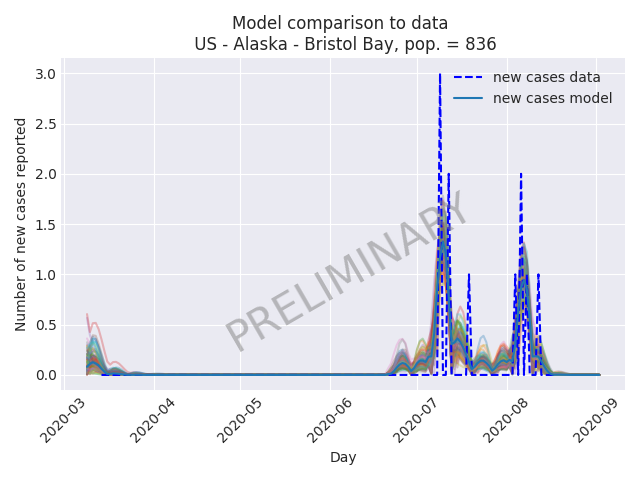 Model comparison to data
US - Alaska - Bristol Bay, pop. = 836
new cases data
new cases model
PRELIMINARY
Number of new cases reported
3.0
2.5
2.0
1.5
1.0
0.5
0.0
2020-03
2020-04
2020-05
2020-06
2020-07
2020-08
2020-09
Day